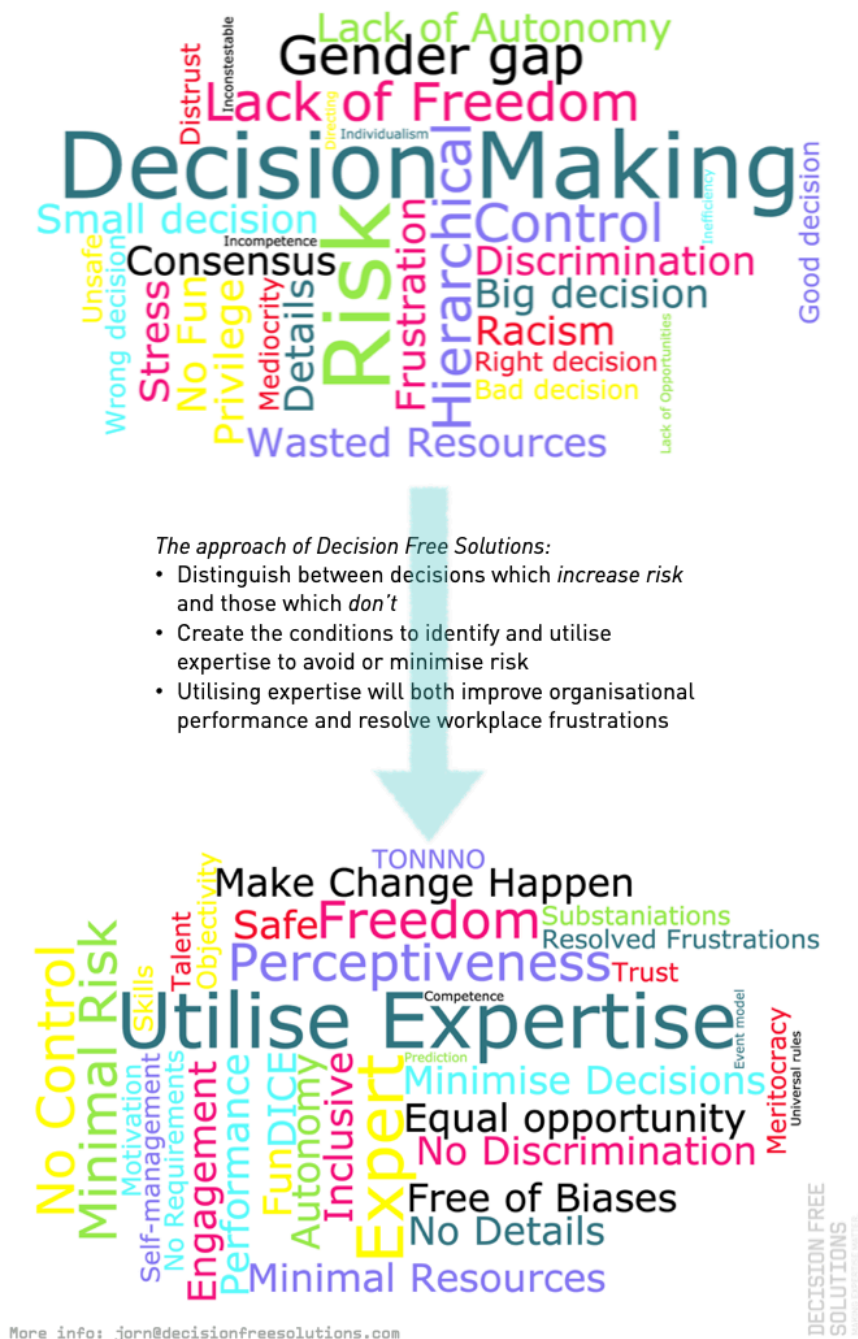 Lack of Autonomy
Gender gap
Distrust
Inconstestable
Lack of Freedom
Directing
Individualism
Decision Making
Hierarchical
Small decision
Risk
Frustration
Control
Inefficiency
Good decision
Unsafe
Wrong decision
Incompetence
Consensus
Discrimination
Stress
No Fun
Privilege
Mediocrity
Details
Big decision
Racism
Right decision
Bad decision
Lack of Opportunities
Wasted Resources
The approach of Decision Free Solutions:
• Distinguish between decisions which increase risk
and those which don't
• Create the conditions to identify and utilise
expertise to avoid or minimise risk
• Utilising expertise will both improve organisational
performance and resolve workplace frustrations
TONNNO
Make Change Happen
Objectivity
Talent
Safe
Freedom
Substaniations
Resolved Frustrations
Perceptiveness
Trust
No Control
Minimal Risk
Skills
Utilise Expertise
Competence
Event model
Meritocracy
Universal rules
Motivation
Self-management
No Requirements
Engagement
Performance
Fun
DICE
Autonomy
Inclusive
Expert
Prediction
Minimise Decisions
Equal opportunity
No Discrimination
Free of Biases
No Details
Minimal Resources
DECISION FREE
SOLUTIONS
More info: jorn@decisionfreesolutions.com